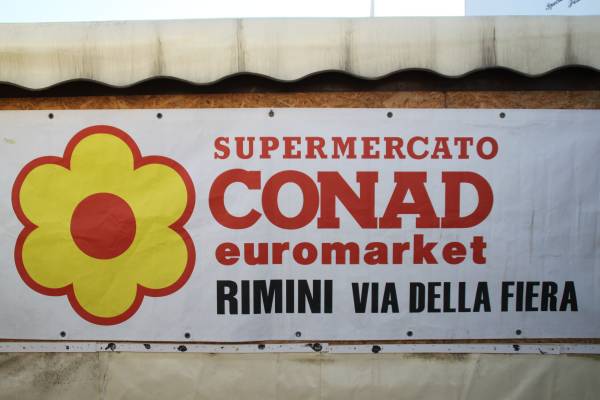 SUPERMERCATO
CONAD
euromarket
RIMINI VIA DELLA FIERA